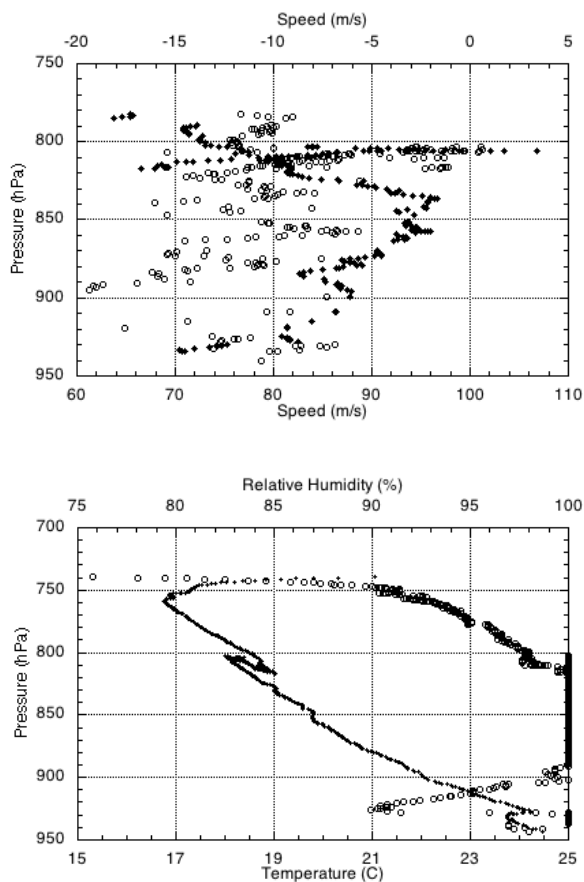 Speed (m/s)
-20 -15 -10 -5 0 5
750
800
850
900
950
Pressure (hPa)
60 70 80 90 100 110
Speed (m/s)
Relative Humidity (%)
75 80 85 90 95 100
700
750
800
850
900
950
Pressure (hPa)
15 17 19 21 23 25
Temperature (C)